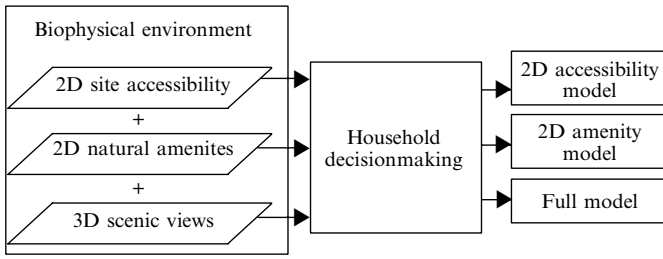 Biophysical environment
2D site accessibility
+
2D natural amenites
+
3D scenic views
Household
decisionmaking
2D accessibility
model
2D amenity
model
Full model